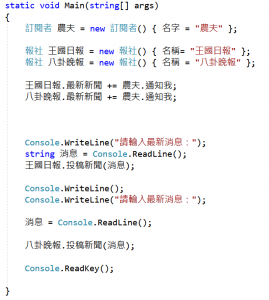 static void Main(string[] args)
{
訂閱者 農夫 = new 訂閱者() { 名字 = "農夫" };
報社 王國日報 = new 報社() { 名稱= "王國日報" };
報社 八卦晚報 = new 報社() { 名稱 = "八卦晚報" };
王國日報.最新新聞 += 農夫.通知我;
八卦晚報.最新新聞 += 農夫.通知我;
Console.WriteLine("請輸入最新消息：");
string 消息 = Console.ReadLine();
王國日報.投稿新聞(消息);
Console.WriteLine();
Console.WriteLine("請輸入最新消息：");
消息 = Console.ReadLine();
八卦晚報.投稿新聞(消息);
Console.ReadKey();
}